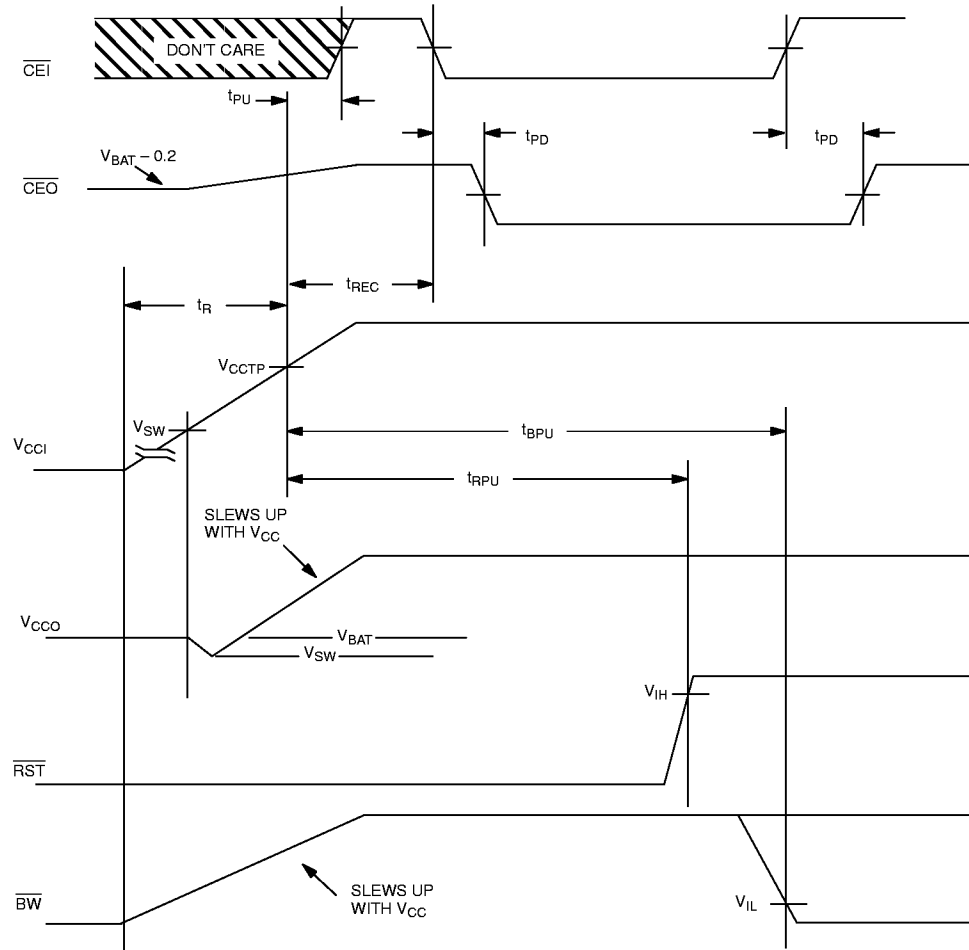 DON'T CARE
CEI
tPU
tPD
tPD
VBAT – 0.2
CEO
tREC
tR
VCCTP
VSW
tBPU
VCCI
tRPU
SLEWS UP
WITH VCC
VCCO
VBAT
VSW
VIH
RST
SLEWS UP
WITH VCC
VIL
BW